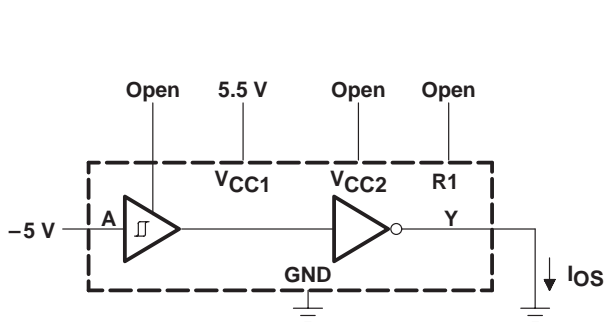 Open 5.5 V Open Open
VCC1 VCC2 R1
−5 V A Y
GND
IOS